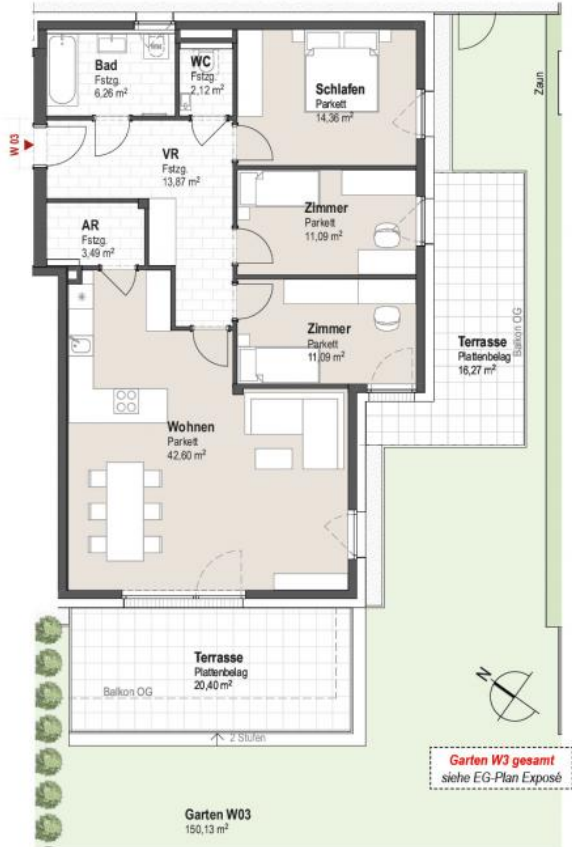 Bad
Fstzg.
6,26 m²
WC
Fstzg.
2,12 m²
Schlafen
Parkett
14,36 m²
Zaun
W 03
VR
Fstzg.
13,87 m²
AR
Fstzg.
3,49 m²
Zimmer
Parkett
11,09 m²
Zimmer
Parkett
11,09 m²
Terrasse
Plattenbelag
16,27 m²
Balkon OG
Wohnen
Parkett
42,60 m²
Terrasse
Plattenbelag
20,40 m²
Balkon OG
2 Stufen
N
Garten W3 gesamt
siehe EG-Plan Exposé
Garten W03
150,13 m²